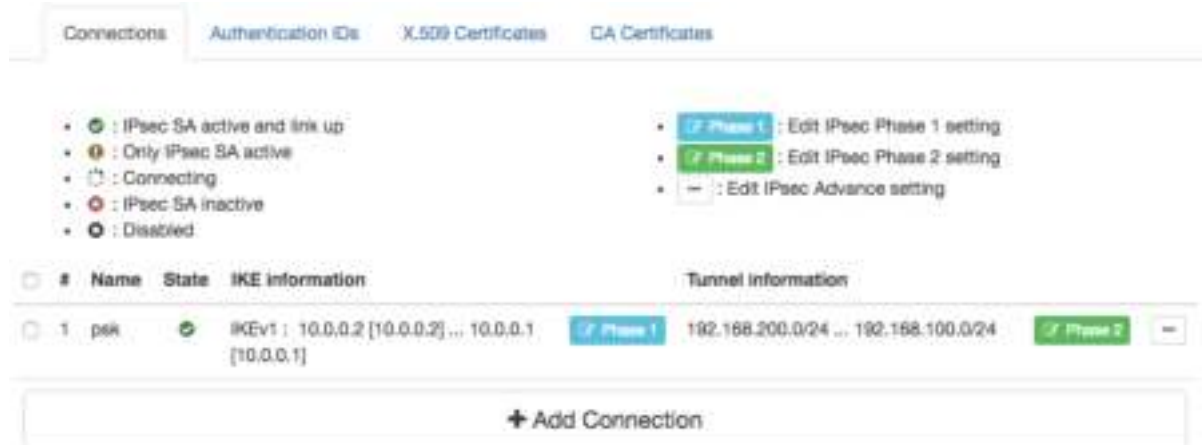 Connections Authentication IDs X.509 Certificates CA Certificates
: IPsec SA active and link up
: Only IPsec SA active
: Connecting
: IPsec SA inactive
: Disabled
Phase 1 : Edit IPsec Phase 1 setting
Phase 2 : Edit IPsec Phase 2 setting
: Edit IPsec Advance setting
# Name State IKE information Tunnel information
1 psk IKEv1 : 10.0.0.2 [10.0.0.2] ... 10.0.0.1 Phase 1 192.168.200.0/24 ... 192.168.100.0/24 Phase 2
[10.0.0.1]
+ Add Connection